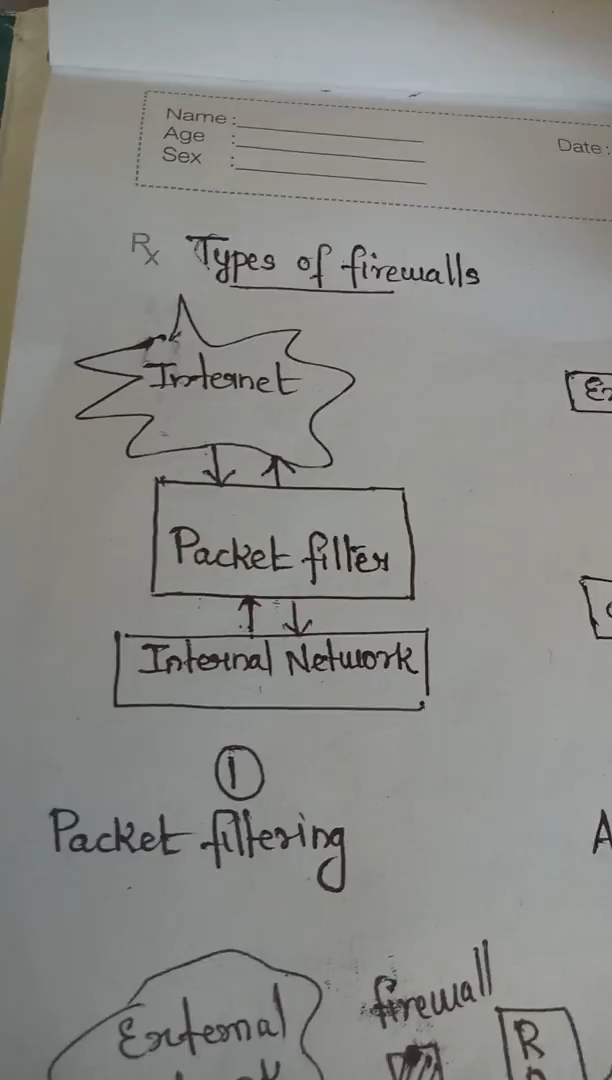 Name :
Age :
Sex :
Date :
Rx Types of firewalls
Internet
Packet filter
Internal Network
1
Packet filtering
firewall
External
R